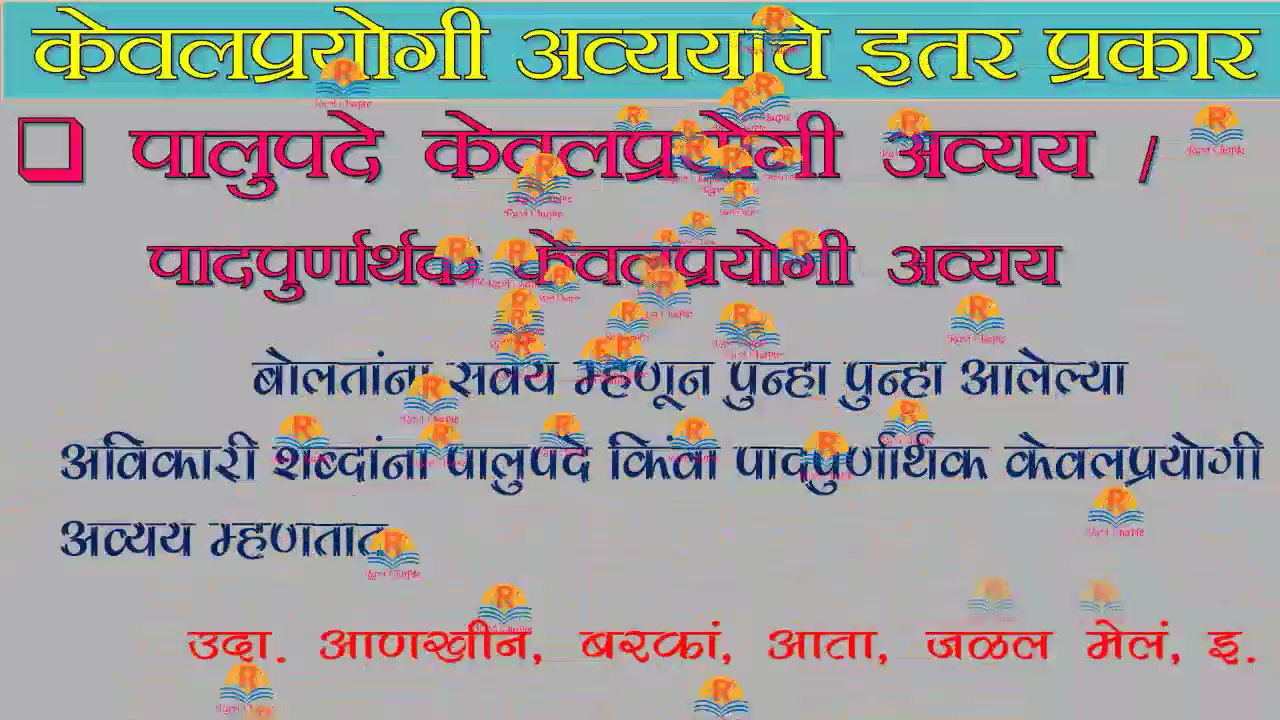 केवलप्रयोगी अव्ययाचे इतर प्रकार
पालुपदे केवलप्रयोगी अव्यय /
पादपुर्णार्थक केवलप्रयोगी अव्यय
बोलतांना सवय म्हणून पुन्हा पुन्हा आलेल्या
अविकारी शब्दांना पालुपदे किंवा पादपुर्णार्थक केवलप्रयोगी
अव्यय म्हणतात
उदा. आणखीन, बरकां, आता, जळल मेलं, इ.